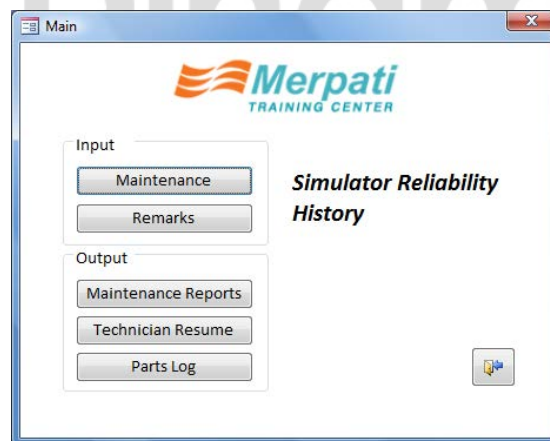 Main
Merpati
TRAINING CENTER
Input
Maintenance
Remarks
Simulator Reliability
History
Output
Maintenance Reports
Technician Resume
Parts Log